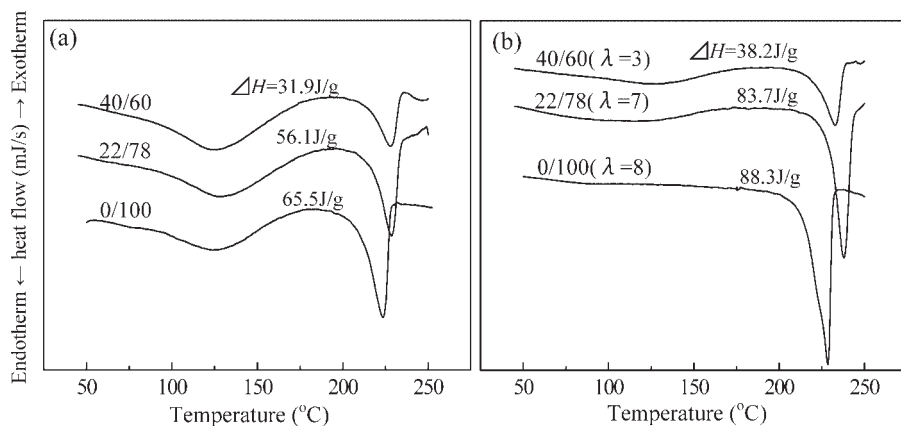 Endotherm ← heat flow (mJ/s) → Exotherm
(a)
⊿H=31.9J/g
40/60
56.1J/g
22/78
65.5J/g
0/100
50 100 150 200 250
Temperature (°C)
(b)
40/60( λ=3) ⊿H=38.2J/g
22/78( λ=7) 83.7J/g
0/100( λ=8) 88.3J/g
50 100 150 200 250
Temperature (°C)